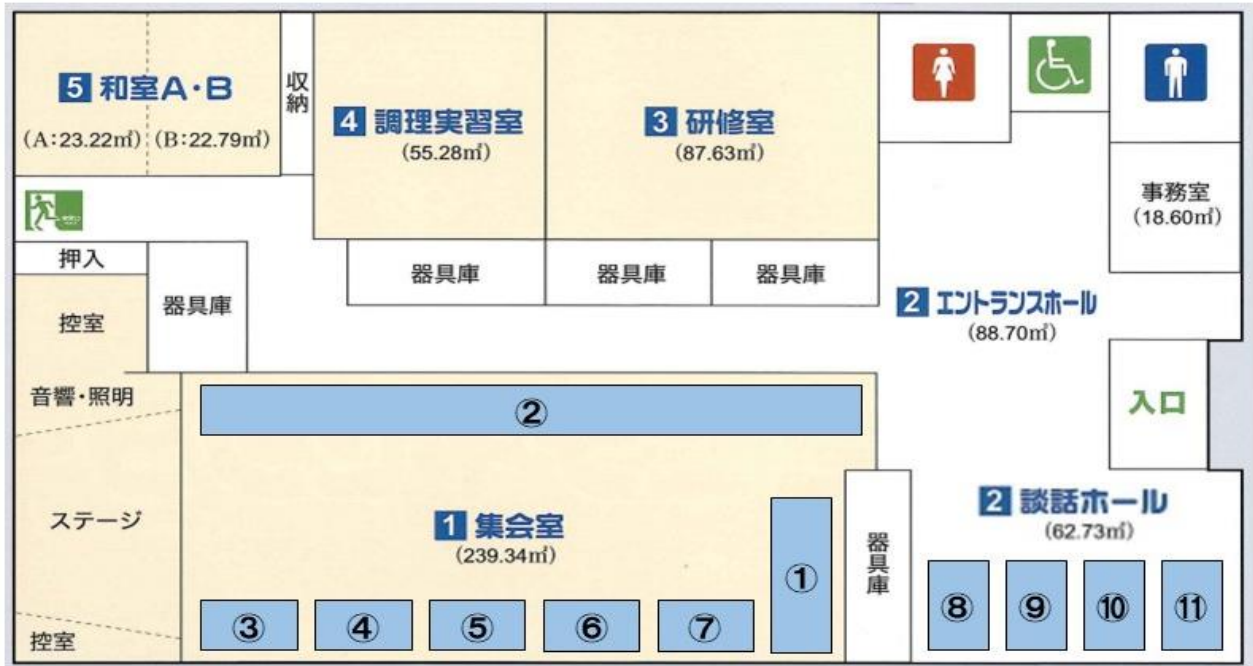 5 和室A・B
(A:23.22㎡) (B:22.79㎡)
収納
4 調理実習室
(55.28㎡)
3 研修室
(87.63㎡)
事務室
(18.60㎡)
押入
器具庫
器具庫
器具庫
器具庫
控室
2 エントランスホール
(88.70㎡)
音響・照明
入口
②
ステージ
1 集会室
(239.34㎡)
①
器具庫
2 談話ホール
(62.73㎡)
控室
③
④
⑤
⑥
⑦
⑧
⑨
⑩
⑪